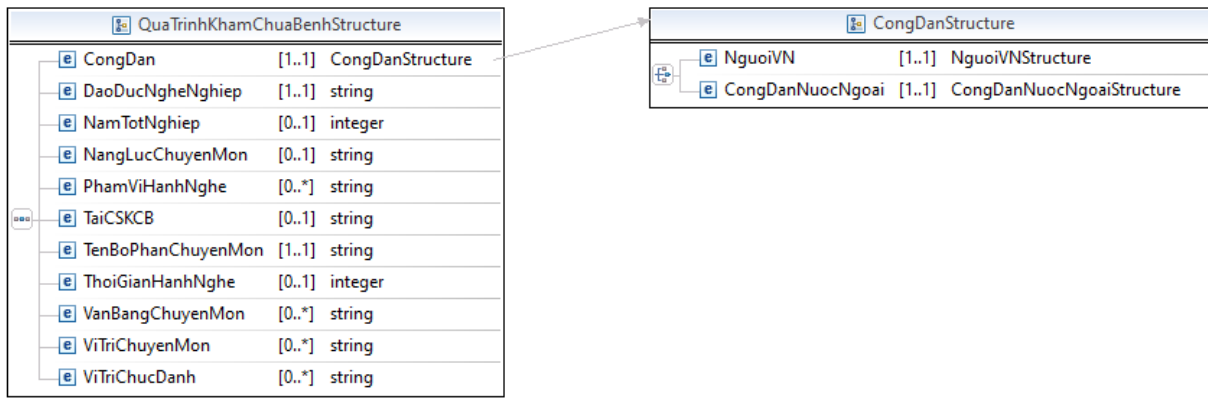 QuaTrinhKhamChuaBenhStructure
e CongDan [1..1] CongDanStructure
e DaoDucNgheNghiep [1..1] string
e NamTotNghiep [0..1] integer
e NangLucChuyenMon [0..1] string
e PhamViHanhNghe [0..*] string
e TaiCSKCB [0..1] string
e TenBoPhanChuyenMon [1..1] string
e ThoiGianHanhNghe [0..1] integer
e VanBangChuyenMon [0..*] string
e ViTriChuyenMon [0..*] string
e ViTriChucDanh [0..*] string
CongDanStructure
e NguoiVN [1..1] NguoiVNStructure
e CongDanNuocNgoai [1..1] CongDanNuocNgoaiStructure